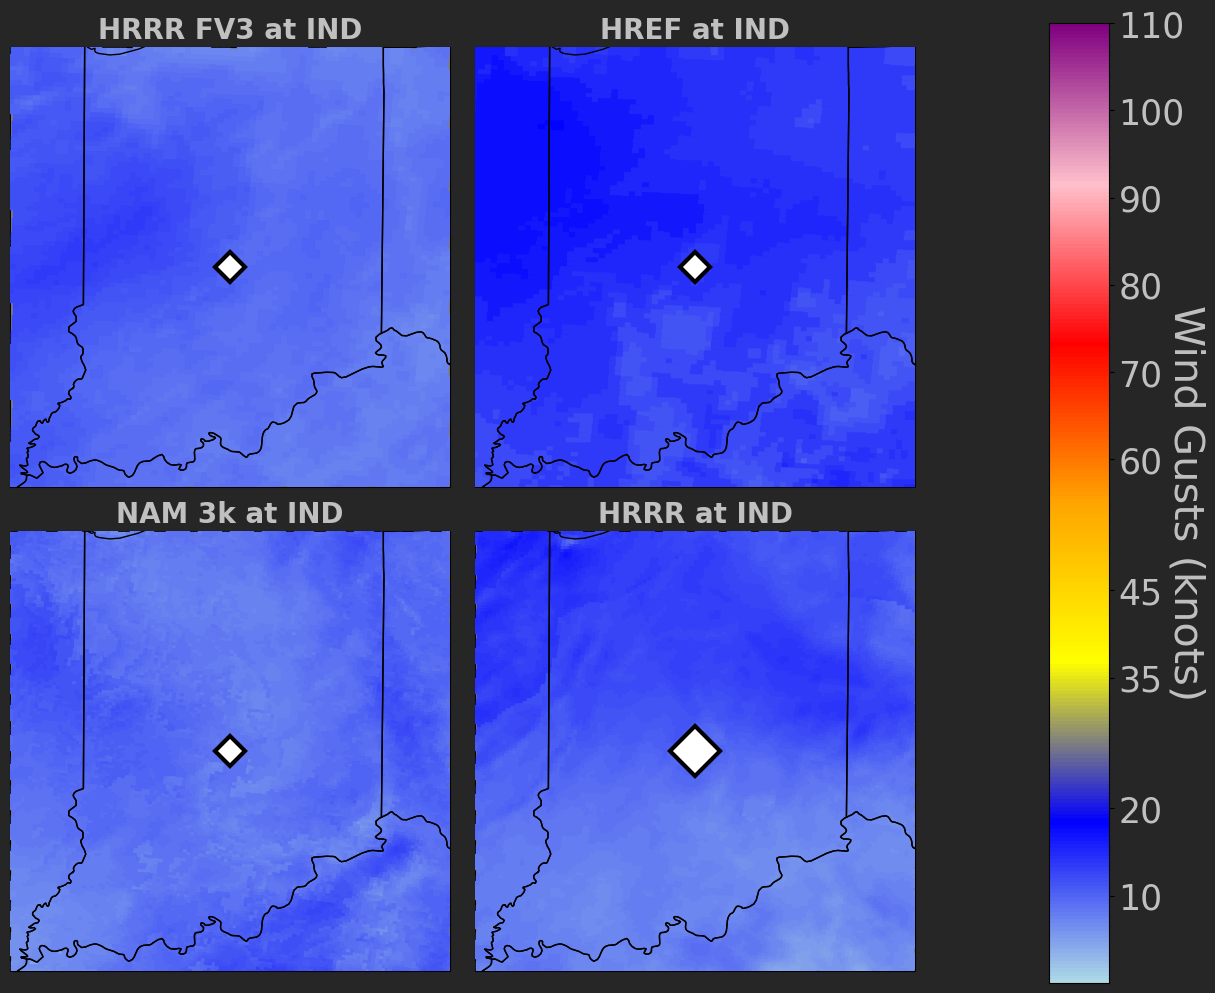 HRRR FV3 at IND
HREF at IND
NAM 3k at IND
HRRR at IND
110
100
90
80
70
60
45
35
20
10
Wind Gusts (knots)